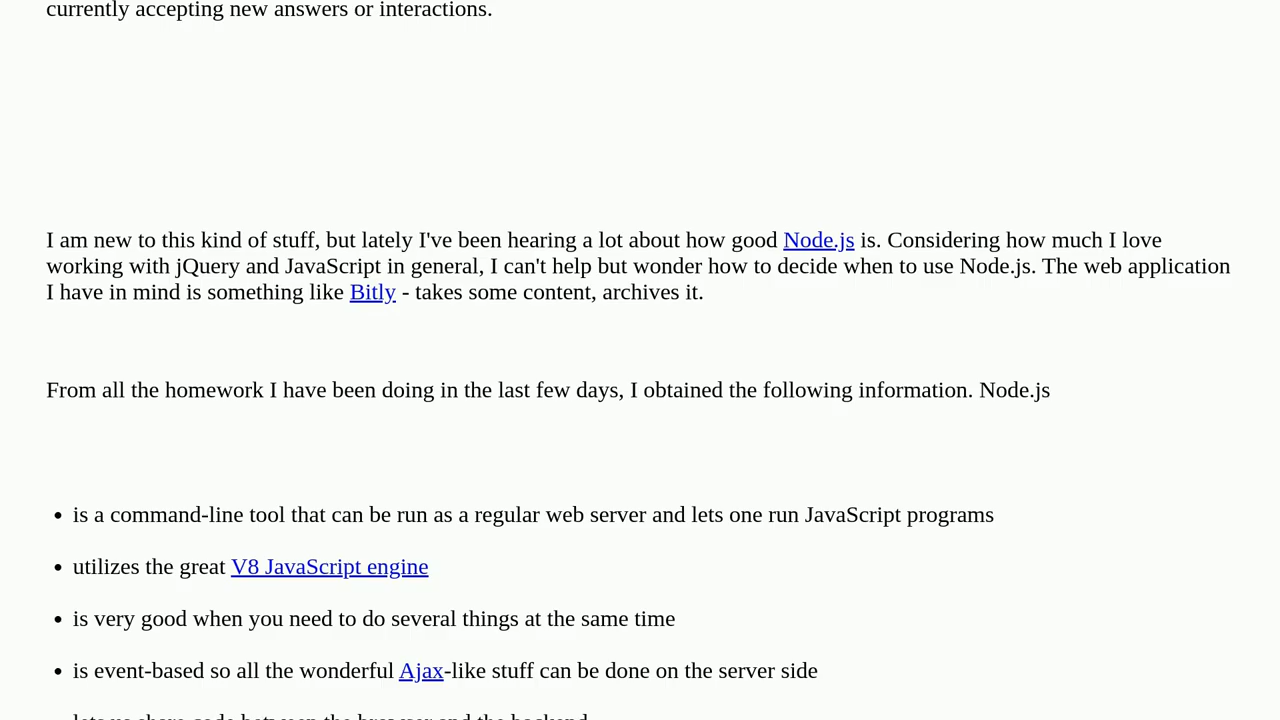 currently accepting new answers or interactions.
I am new to this kind of stuff, but lately I've been hearing a lot about how good Node.js is. Considering how much I love
working with jQuery and JavaScript in general, I can't help but wonder how to decide when to use Node.js. The web application
I have in mind is something like Bitly - takes some content, archives it.
From all the homework I have been doing in the last few days, I obtained the following information. Node.js
• is a command-line tool that can be run as a regular web server and lets one run JavaScript programs
• utilizes the great V8 JavaScript engine
• is very good when you need to do several things at the same time
• is event-based so all the wonderful Ajax-like stuff can be done on the server side
lets us share code between the browser and the backend